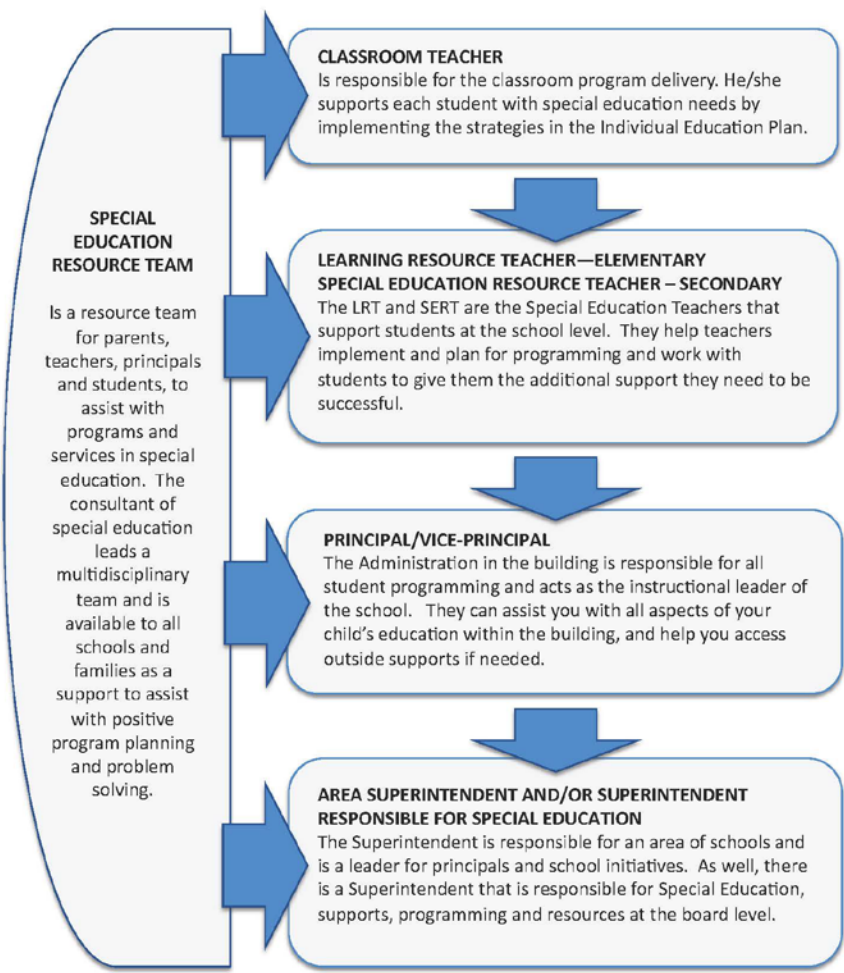 SPECIAL
EDUCATION
RESOURCE TEAM
Is a resource team
for parents,
teachers, principals
and students, to
assist with
programs and
services in special
education.  The
consultant of
special education
leads a
multidisciplinary
team and is
available to all
schools and
families as a
support to assist
with positive
program planning
and problem
solving.
CLASSROOM TEACHER
Is responsible for the classroom program delivery. He/she
supports each student with special education needs by
implementing the strategies in the Individual Education Plan.
LEARNING RESOURCE TEACHER—ELEMENTARY
SPECIAL EDUCATION RESOURCE TEACHER – SECONDARY
The LRT and SERT are the Special Education Teachers that
support students at the school level.  They help teachers
implement and plan for programming and work with
students to give them the additional support they need to be
successful.
PRINCIPAL/VICE-PRINCIPAL
The Administration in the building is responsible for all
student programming and acts as the instructional leader of
the school.   They can assist you with all aspects of your
child's education within the building, and help you access
outside supports if needed.
AREA SUPERINTENDENT AND/OR SUPERINTENDENT
RESPONSIBLE FOR SPECIAL EDUCATION
The Superintendent is responsible for an area of schools and
is a leader for principals and school initiatives.  As well, there
is a Superintendent that is responsible for Special Education,
supports, programming and resources at the board level.